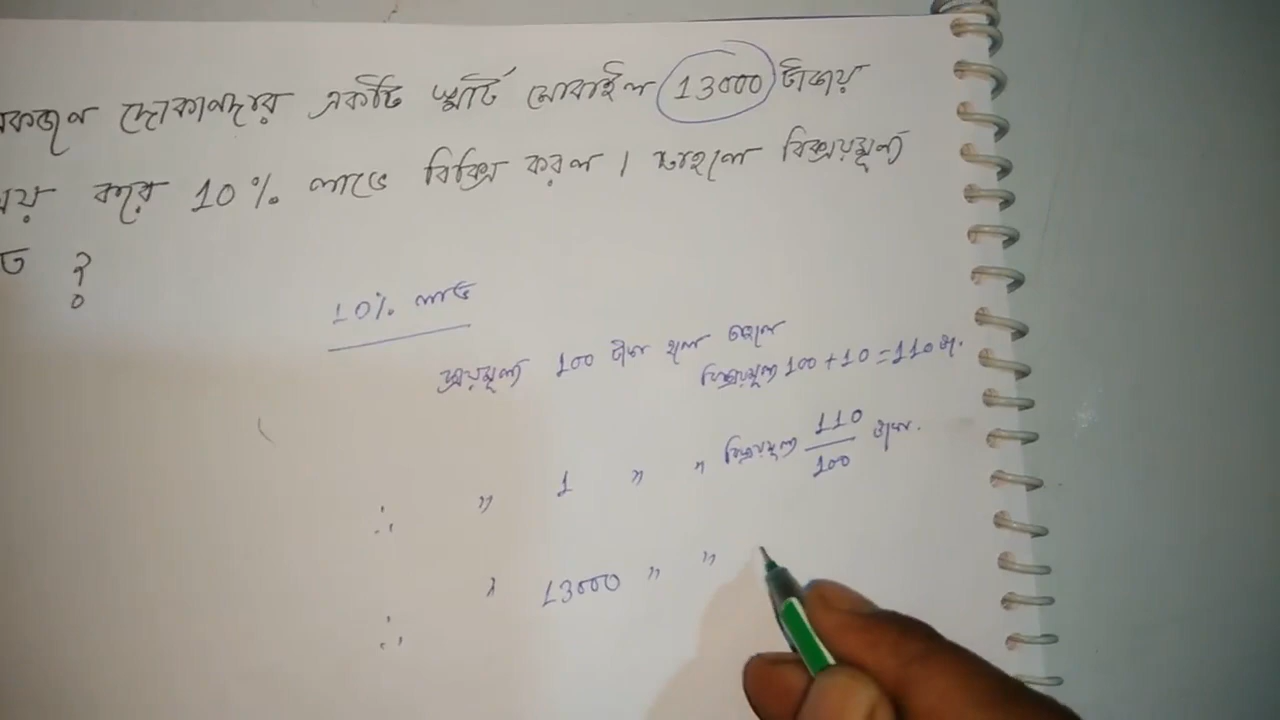 একজন দোকানদার একটি স্মার্ট মোবাইল 13000 টাকায়
ক্রয় করে 10% লাভে বিক্রি করল। তাহলে বিক্রয়মূল্য
ত ?
10% লাভ
ক্রয়মূল্য 100 টাকা হলে তাহলে
বিক্রয়মূল্য 100 + 10 = 110 টা.
∴ " 1 " " বিক্রয়মূল্য 110/100 টাকা.
∴ " 13000 " "